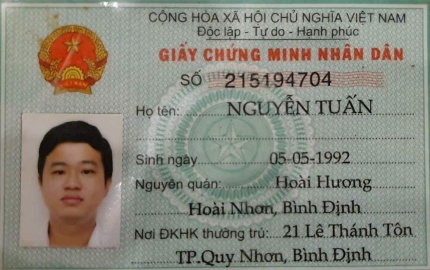 CỘNG HÒA XÃ HỘI CHỦ NGHĨA VIỆT NAM
Độc lập - Tự do - Hạnh phúc
GIẤY CHỨNG MINH NHÂN DÂN
SỐ 215194704
Họ tên: NGUYỄN TUẤN
Sinh ngày 05-05-1992
Nguyên quán: Hoài Hương
Hoài Nhơn, Bình Định
Nơi ĐKHK thường trú: 21 Lê Thánh Tôn
TP.Quy Nhơn, Bình Định